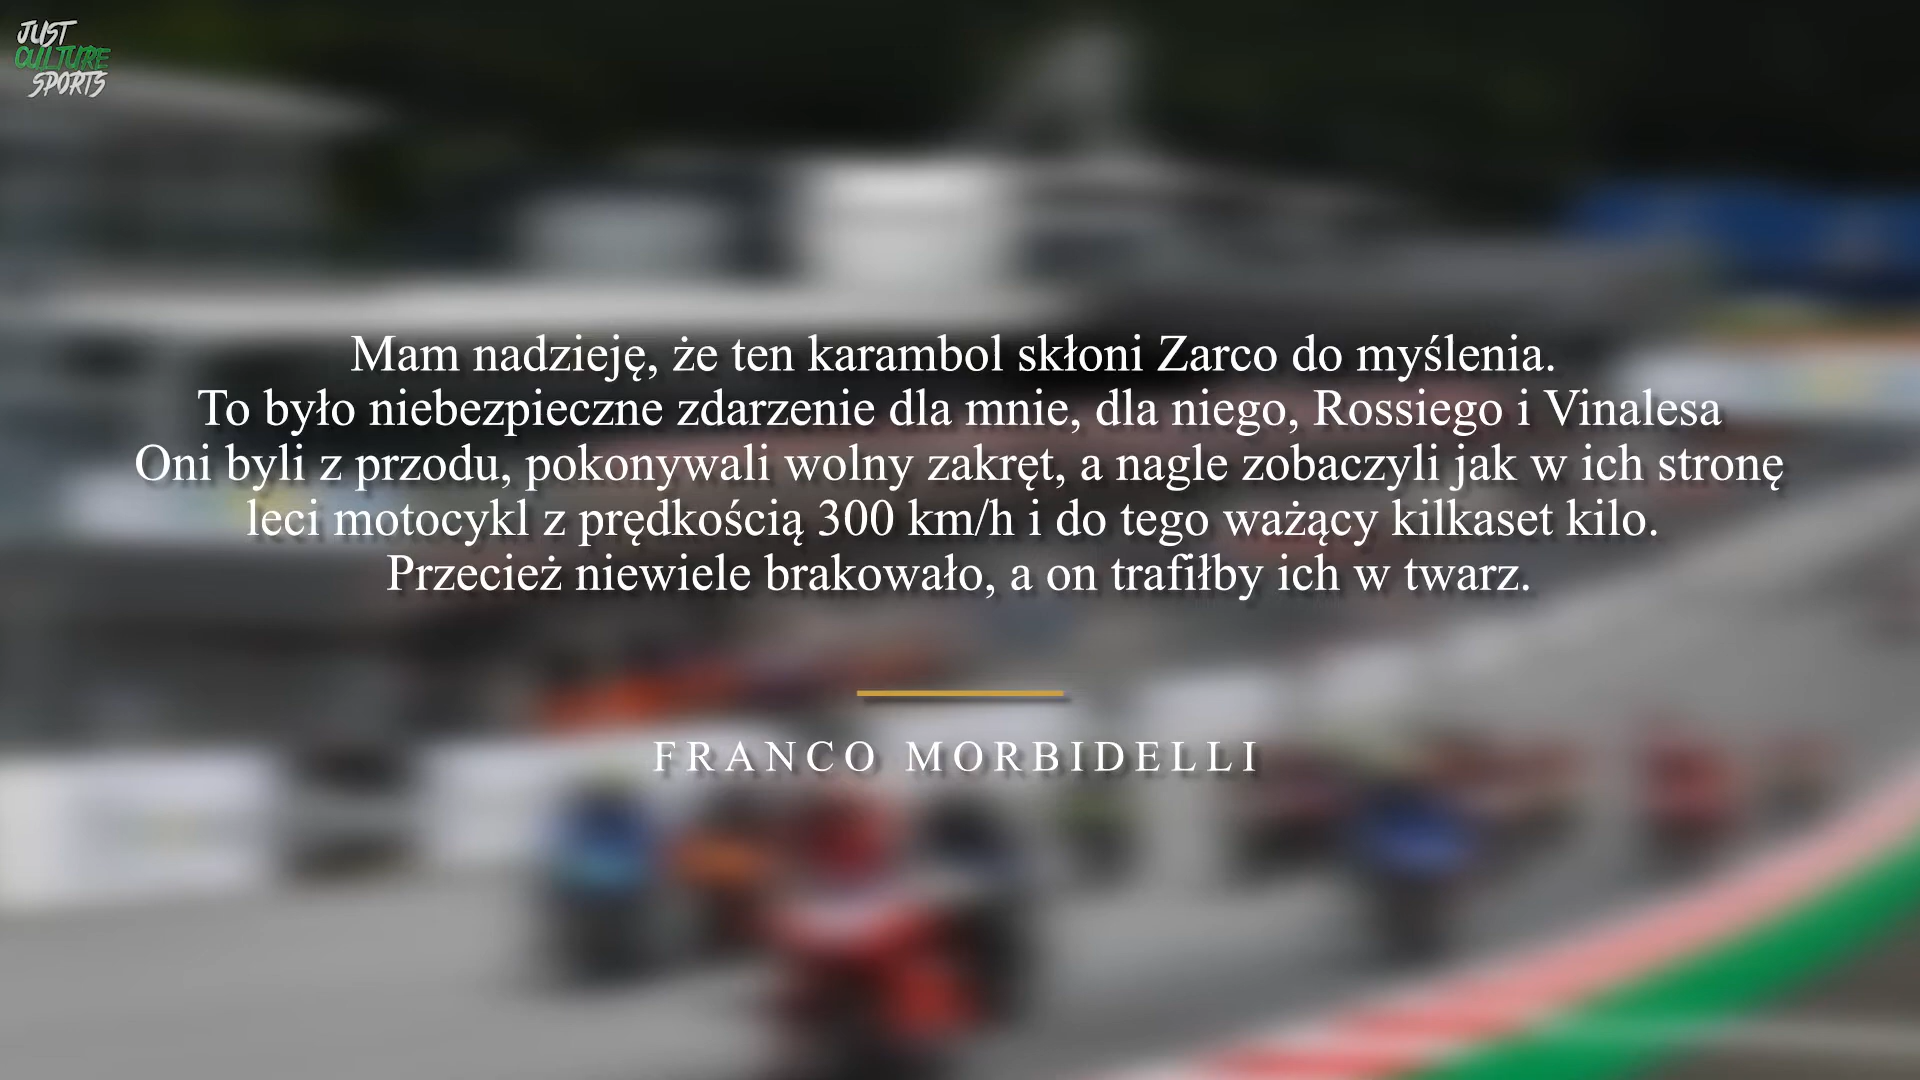 JUST
CULTURE
SPORTS
Mam nadzieję, że ten karambol skłoni Zarco do myślenia.
To było niebezpieczne zdarzenie dla mnie, dla niego, Rossiego i Vinalesa
Oni byli z przodu, pokonywali wolny zakręt, a nagle zobaczyli jak w ich stronę
leci motocykl z prędkością 300 km/h i do tego ważący kilkaset kilo.
Przecież niewiele brakowało, a on trafiłby ich w twarz.
FRANCO MORBIDELLI